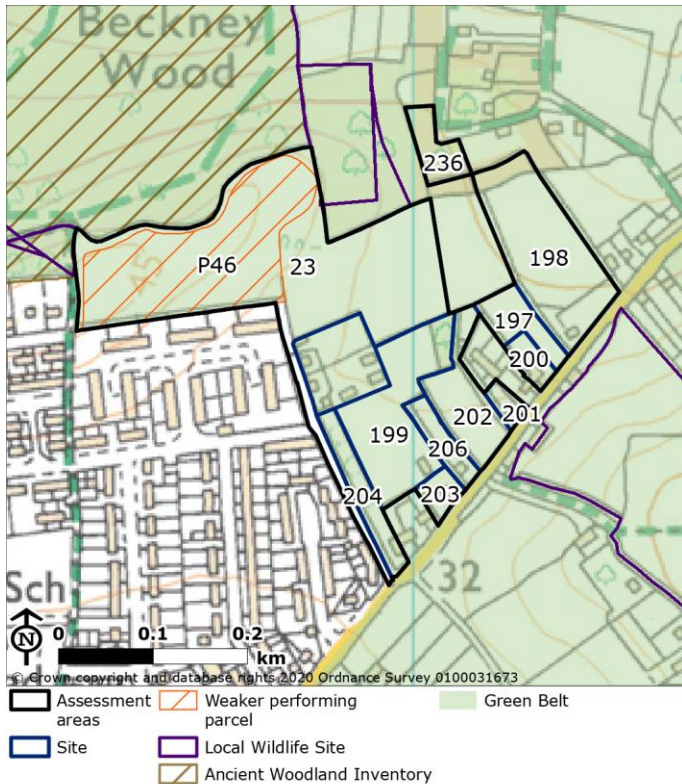 Beckney
Wood
236
198
P46
23
45
197
200
199
202
201
206
204
203
Sch
32
N
0 0.1 0.2
km
© Crown copyright and database rights 2020 Ordnance Survey 0100031673
Assessment areas
Weaker performing parcel
Green Belt
Site
Local Wildlife Site
Ancient Woodland Inventory